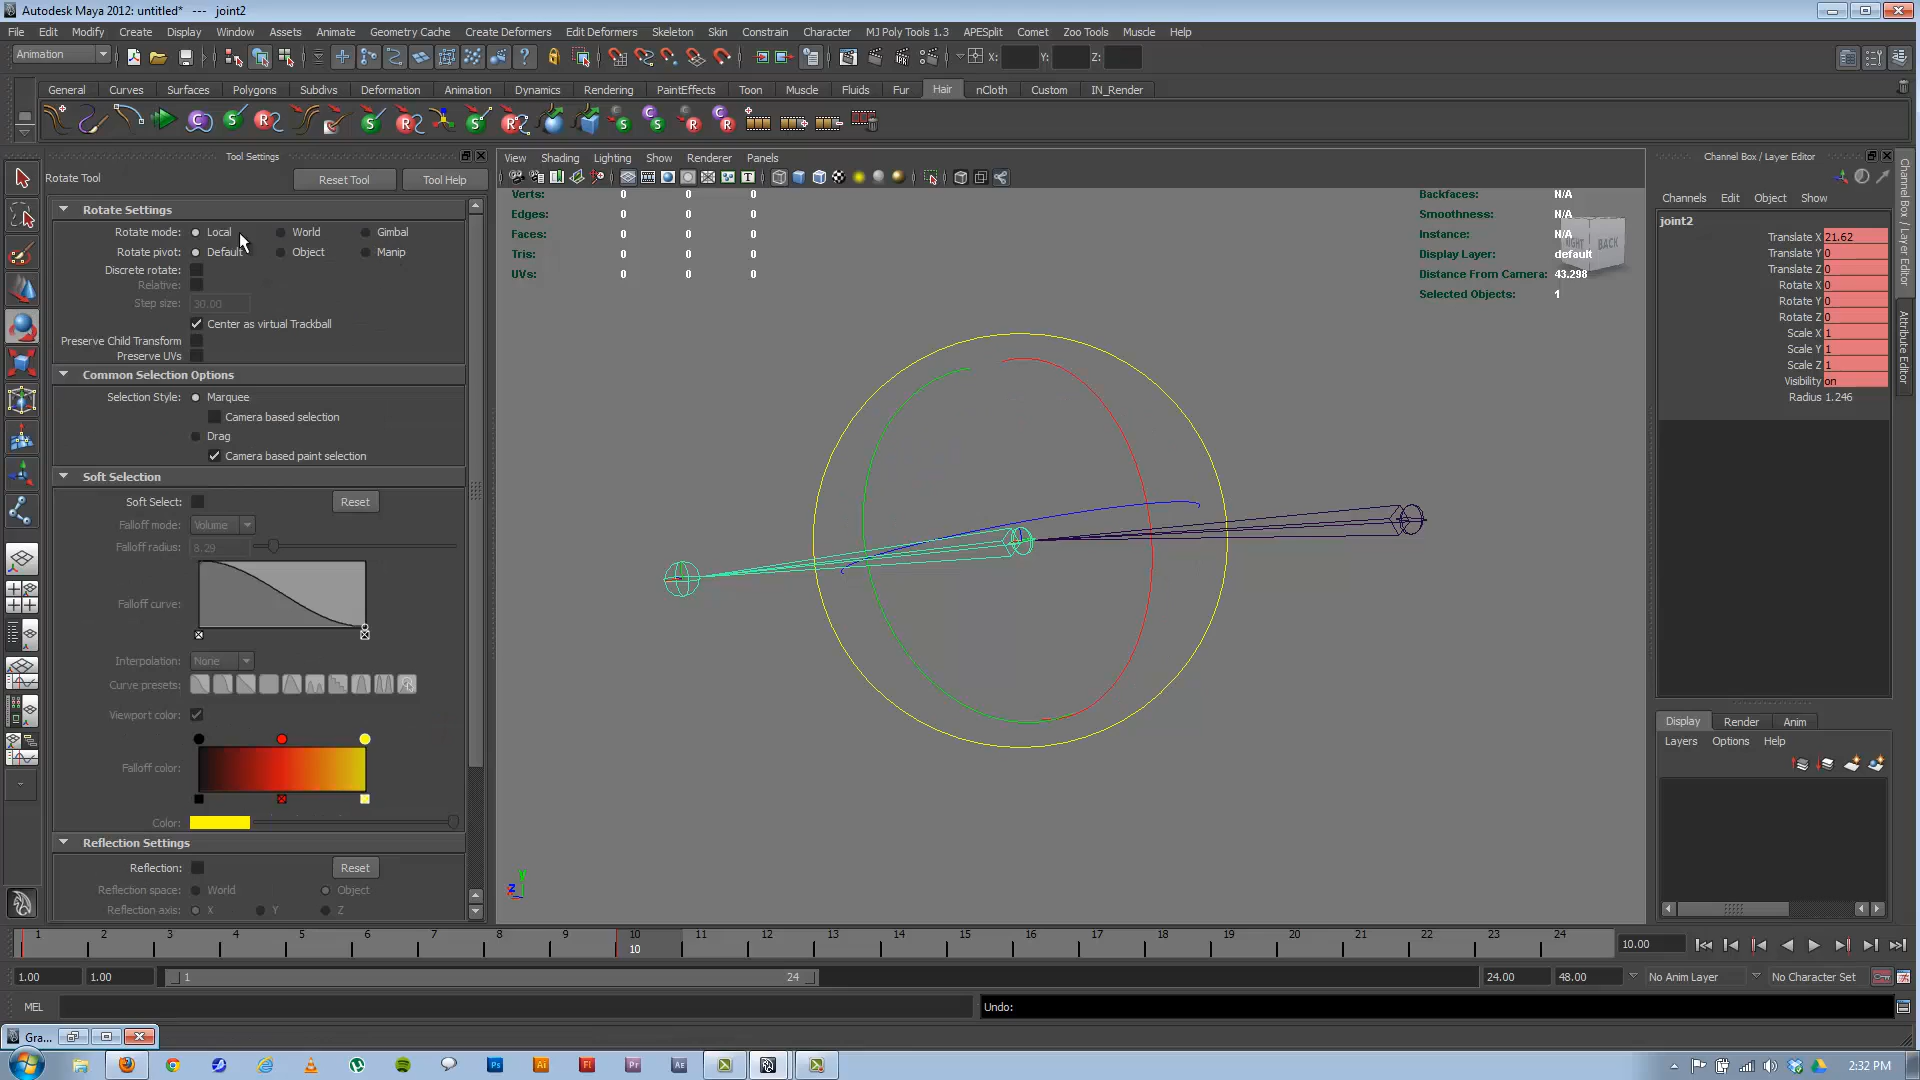 Autodesk Maya 2012: untitled* --- joint2
File Edit Modify Create Display Window Assets Animate Geometry Cache Create Deformers Edit Deformers Skeleton Skin Constrain Character MJ Poly Tools 1.3 APESplit Comet Zoo Tools Muscle Help
Animation X: Y: Z:
General Curves Surfaces Polygons Subdivs Deformation Animation Dynamics Rendering PaintEffects Toon Muscle Fluids Fur Hair nCloth Custom IN_Render
Tool Settings
Rotate Tool Reset Tool Tool Help
Rotate Settings
Rotate mode: Local World Gimbal
Rotate pivot: Default Object Manip
Discrete rotate:
Relative:
Step size: 30.00
Center as virtual Trackball
Preserve Child Transform
Preserve UVs
Common Selection Options
Selection Style: Marquee
Camera based selection
Drag
Camera based paint selection
Soft Selection
Soft Select: Reset
Falloff mode: Volume
Falloff radius: 8.29
Falloff curve:
Interpolation: None
Curve presets:
Viewport color:
Falloff color:
Color:
Reflection Settings
Reflection: Reset
Reflection space: World Object
Reflection axis: X Y Z
View Shading Lighting Show Renderer Panels
Verts: 0 0 0
Edges: 0 0 0
Faces: 0 0 0
Tris: 0 0 0
UVs: 0 0 0
Backfaces: N/A
Smoothness: N/A
Instance: N/A
Display Layer: default
Distance From Camera: 43.298
Selected Objects: 1
BACK
y
z
Channel Box / Layer Editor
Channels Edit Object Show
joint2
Translate X 21.62
Translate Y 0
Translate Z 0
Rotate X 0
Rotate Y 0
Rotate Z 0
Scale X 1
Scale Y 1
Scale Z 1
Visibility on
Radius 1.246
Channel Box / Layer Editor
Attribute Editor
Display Render Anim
Layers Options Help
1 2 3 4 5 6 7 8 9 10 11 12 13 14 15 16 17 18 19 20 21 22 23 24
10
10.00
1.00 1.00 1 24 24.00 48.00 No Anim Layer No Character Set
MEL Undo:
Gra...
Ps Ai Fl Pr Ae 2:32 PM